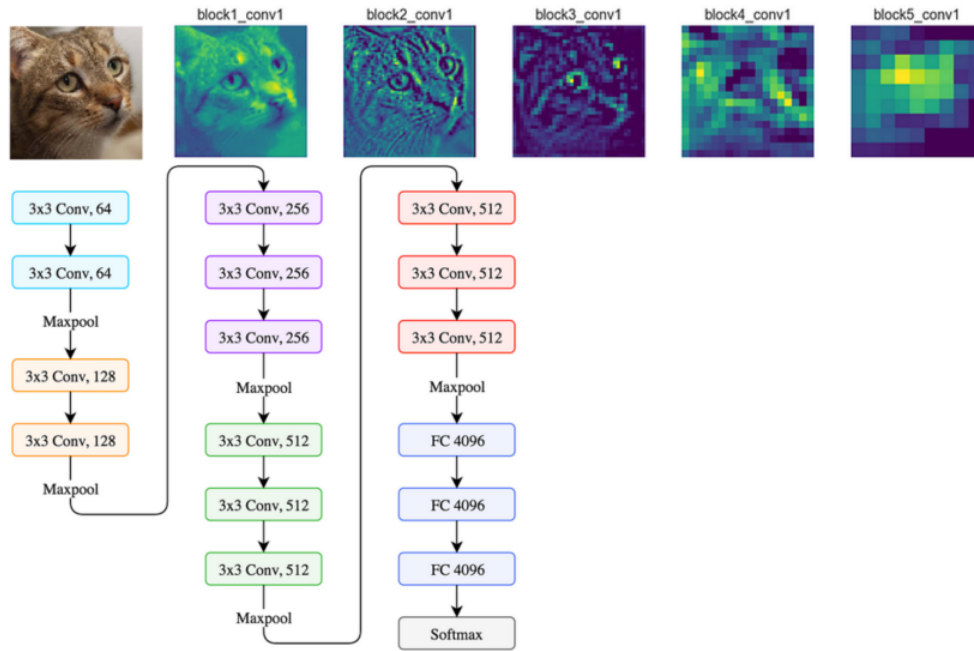 block1_conv1
block2_conv1
block3_conv1
block4_conv1
block5_conv1
3x3 Conv, 64
3x3 Conv, 64
Maxpool
3x3 Conv, 128
3x3 Conv, 128
Maxpool
3x3 Conv, 256
3x3 Conv, 256
3x3 Conv, 256
Maxpool
3x3 Conv, 512
3x3 Conv, 512
3x3 Conv, 512
Maxpool
3x3 Conv, 512
3x3 Conv, 512
3x3 Conv, 512
Maxpool
FC 4096
FC 4096
FC 4096
Softmax